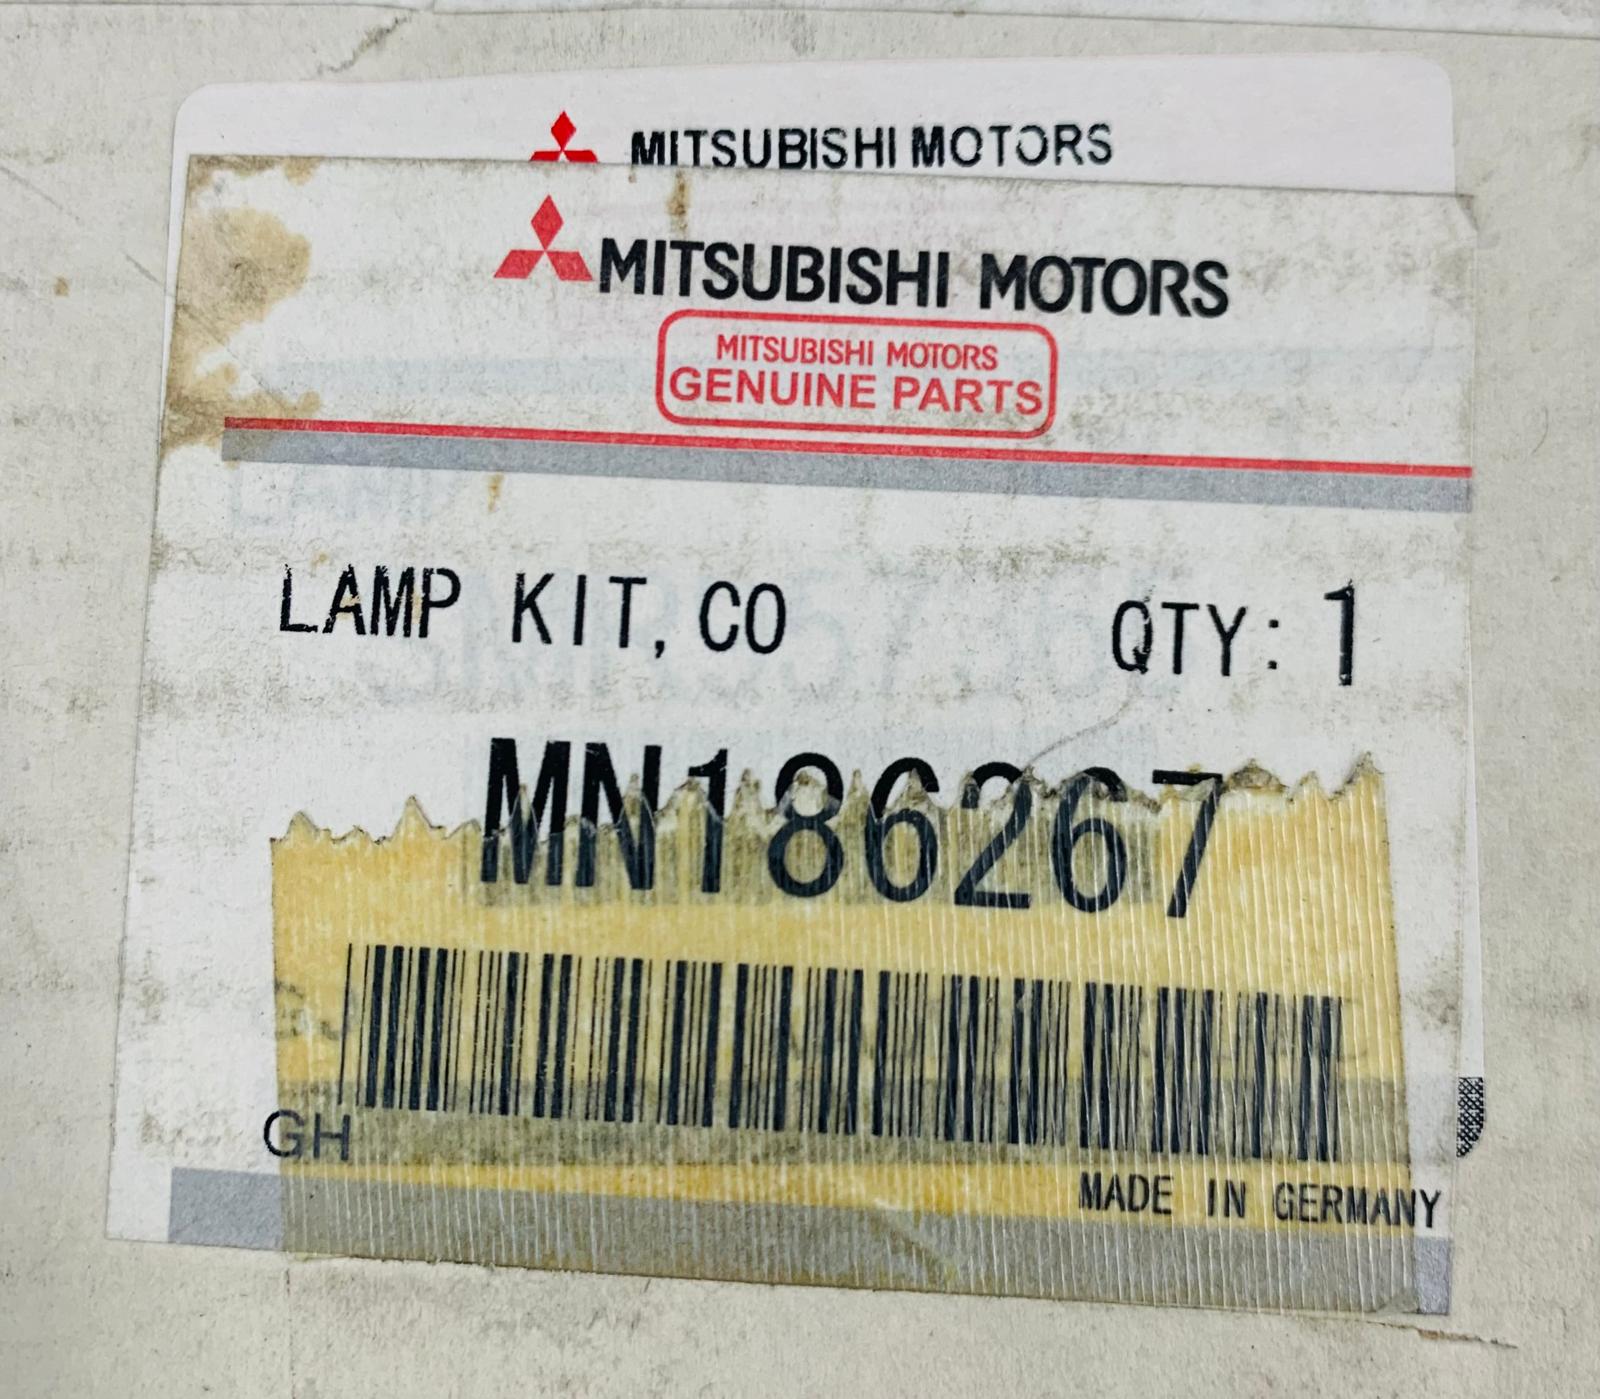 MITSUBISHI MOTORS
MITSUBISHI MOTORS
MITSUBISHI MOTORS
GENUINE PARTS
LAMP KIT, CO QTY: 1
MN186267
GH
MADE IN GERMANY